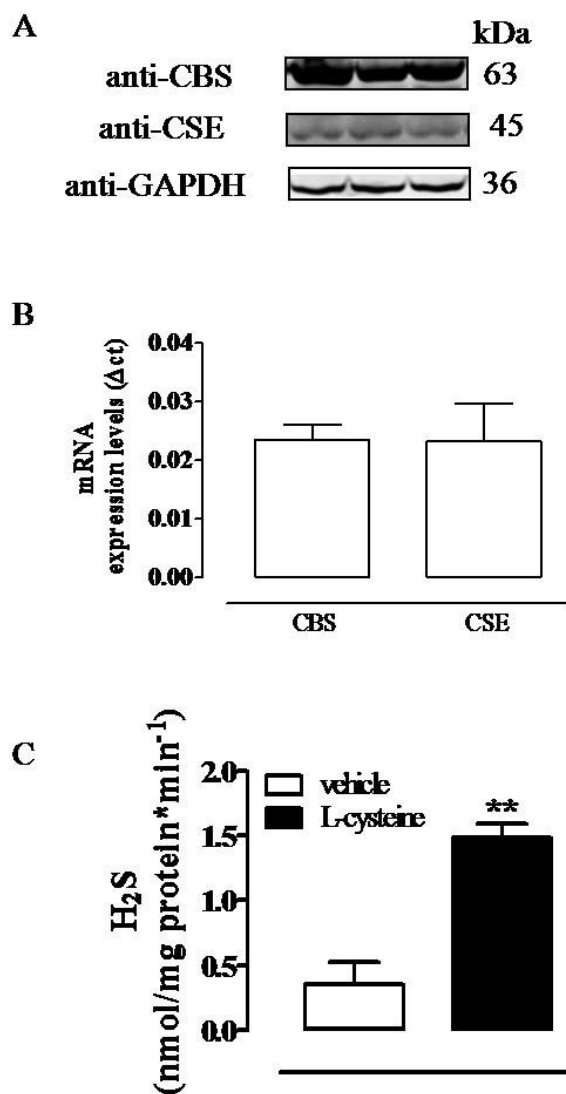 A
kDa
anti-CBS 63
anti-CSE 45
anti-GAPDH 36
B
mRNA
expression levels (Δct)
0.04
0.03
0.02
0.01
0.00
CBS CSE
C
H₂S
(nmol/mg protein*min⁻¹)
2.0
1.5
1.0
0.5
0.0
vehicle
L-cysteine
**